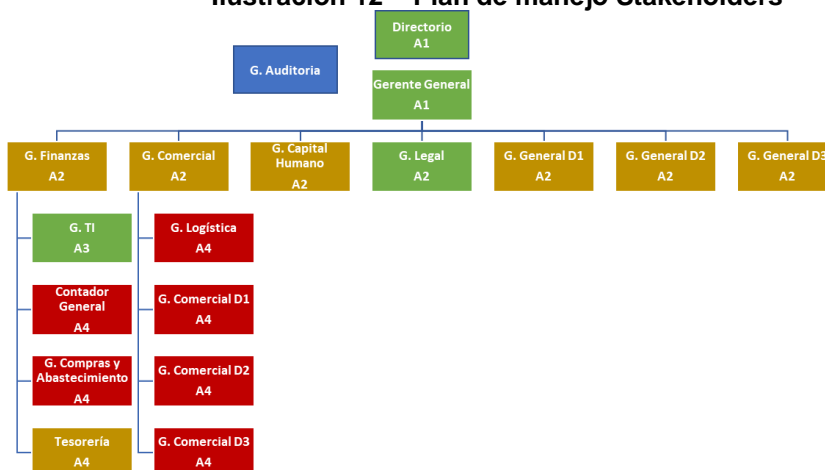 Ilustración 12 – Plan de manejo Stakeholders
Directorio
A1
G. Auditoria
Gerente General
A1
G. Finanzas
A2
G. Comercial
A2
G. Capital
Humano
A2
G. Legal
A2
G. General D1
A2
G. General D2
A2
G. General D3
A2
G. TI
A3
G. Logística
A4
Contador
General
A4
G. Comercial D1
A4
G. Compras y
Abastecimiento
A4
G. Comercial D2
A4
Tesorería
A4
G. Comercial D3
A4